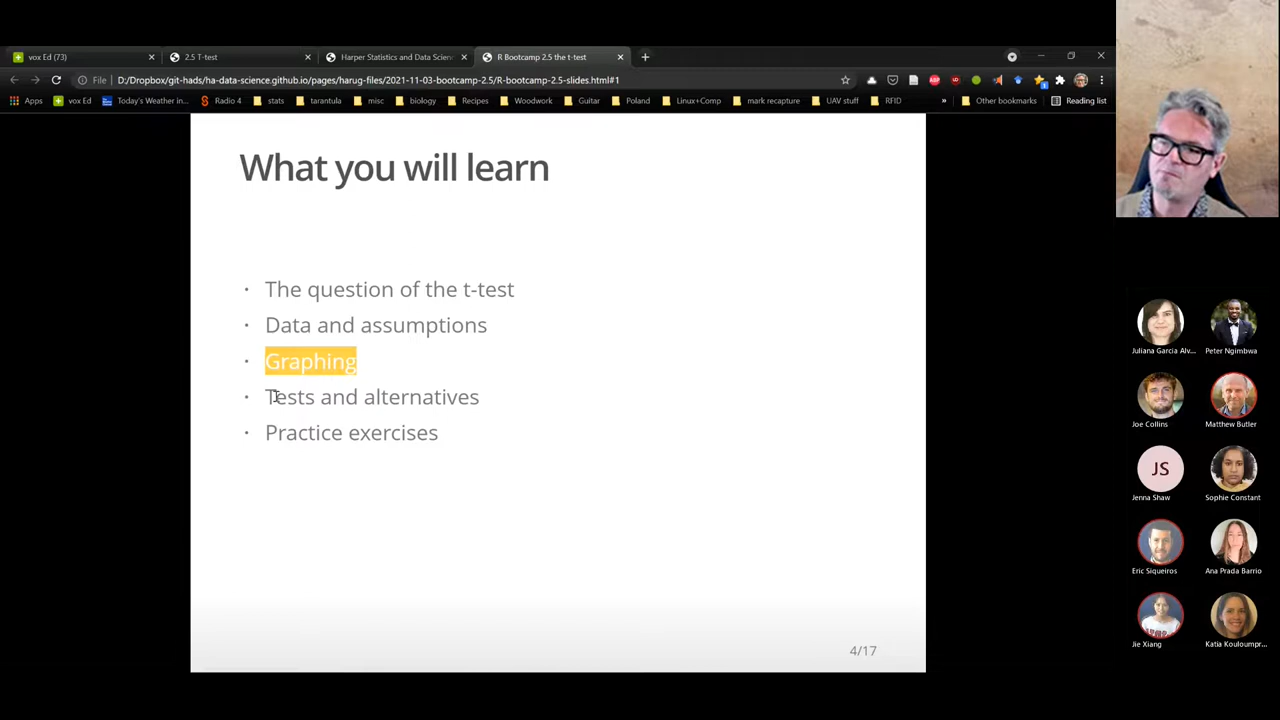 vox Ed (73)
2.5 T-test
Harper Statistics and Data Scien
R Bootcamp 2.5 the t-test
File
D:/Dropbox/git-hads/ha-data-science.github.io/pages/harug-files/2021-11-03-bootcamp-2.5/R-bootcamp-2.5-slides.html#1
Apps
vox Ed
Today's Weather in...
Radio 4
stats
tarantula
misc
biology
Recipes
Woodwork
Guitar
Poland
Linux+Comp
mark recapture
UAV stuff
RFID
»
Other bookmarks
Reading list
What you will learn
· The question of the t-test
· Data and assumptions
· Graphing
· Tests and alternatives
· Practice exercises
4/17
Juliana Garcia Alv...
Peter Ngimbwa
Joe Collins
Matthew Butler
JS
Jenna Shaw
Sophie Constant
Eric Siqueiros
Ana Prada Barrio
Jie Xiang
Katia Kouloumpr...